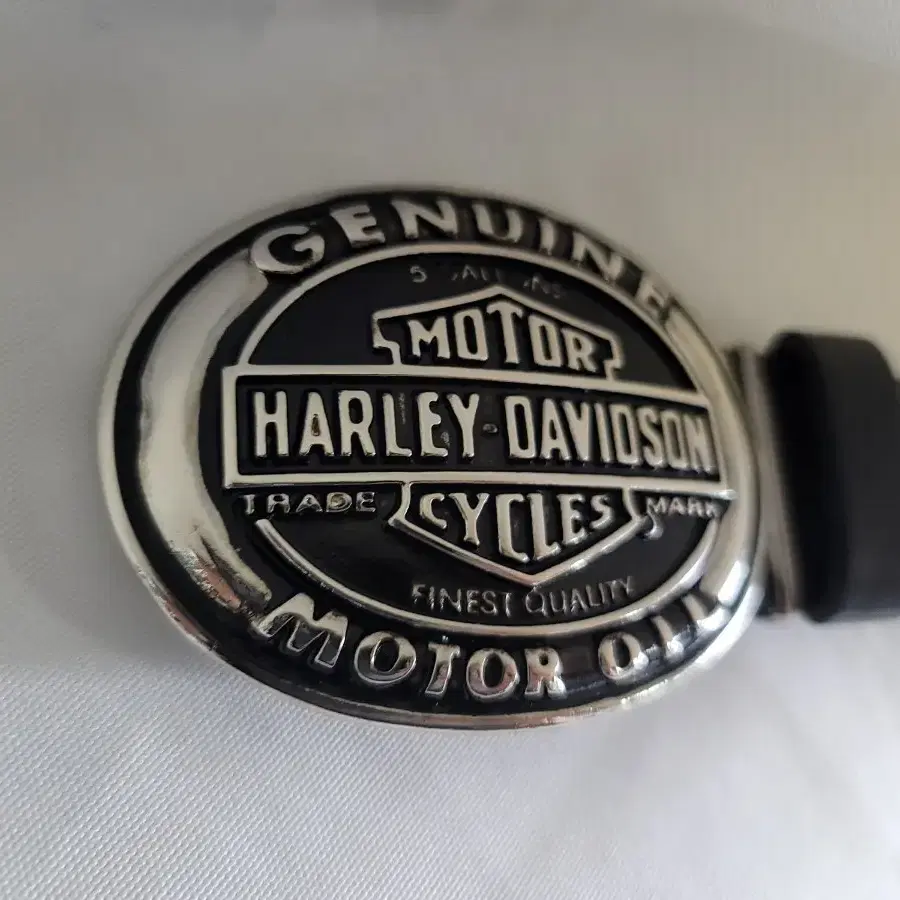 GENUINE
MOTOR
HARLEY-DAVIDSON
TRADE CYCLES MARK
FINEST QUALITY
MOTOR OIL